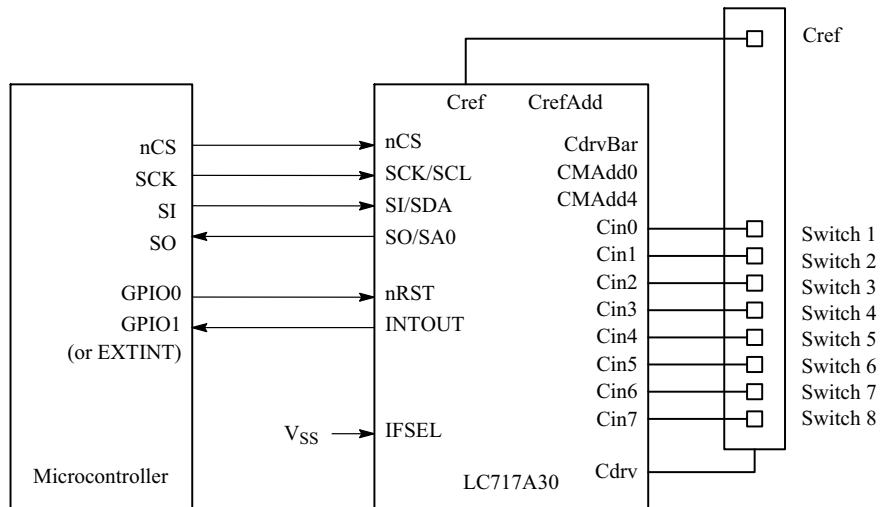 Cref
Cref CrefAdd
nCS
SCK
SI
SO
GPIO0
GPIO1
(or EXTINT)
Microcontroller
nCS
SCK/SCL
SI/SDA
SO/SA0
nRST
INTOUT
VSS
IFSEL
LC717A30
CdrvBar
CMAdd0
CMAdd4
Cin0
Cin1
Cin2
Cin3
Cin4
Cin5
Cin6
Cin7
Cdrv
Switch 1
Switch 2
Switch 3
Switch 4
Switch 5
Switch 6
Switch 7
Switch 8